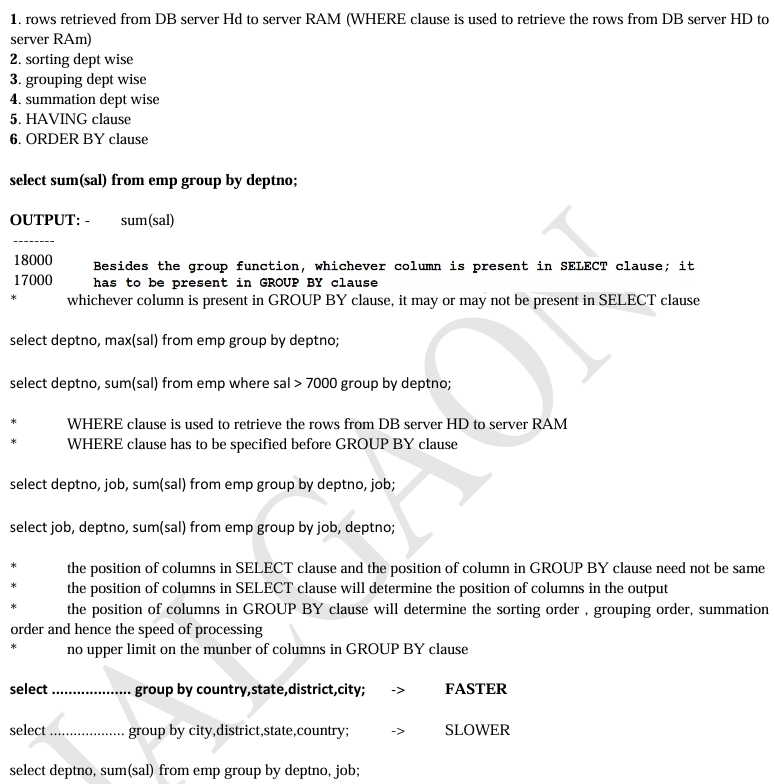 1. rows retrieved from DB server Hd to server RAM (WHERE clause is used to retrieve the rows from DB server HD to
server RAm)
2. sorting dept wise
3. grouping dept wise
4. summation dept wise
5. HAVING clause
6. ORDER BY clause
select sum(sal) from emp group by deptno;
OUTPUT: - sum(sal)
--------
18000
Besides the group function, whichever column is present in SELECT clause; it
17000 has to be present in GROUP BY clause
* whichever column is present in GROUP BY clause, it may or may not be present in SELECT clause
select deptno, max(sal) from emp group by deptno;
select deptno, sum(sal) from emp where sal > 7000 group by deptno;
* WHERE clause is used to retrieve the rows from DB server HD to server RAM
* WHERE clause has to be specified before GROUP BY clause
select deptno, job, sum(sal) from emp group by deptno, job;
select job, deptno, sum(sal) from emp group by job, deptno;
* the position of columns in SELECT clause and the position of column in GROUP BY clause need not be same
* the position of columns in SELECT clause will determine the position of columns in the output
* the position of columns in GROUP BY clause will determine the sorting order , grouping order, summation
order and hence the speed of processing
* no upper limit on the munber of columns in GROUP BY clause
select ................... group by country,state,district,city; -> FASTER
select .................. group by city,district,state,country; -> SLOWER
select deptno, sum(sal) from emp group by deptno, job;
JALGAON